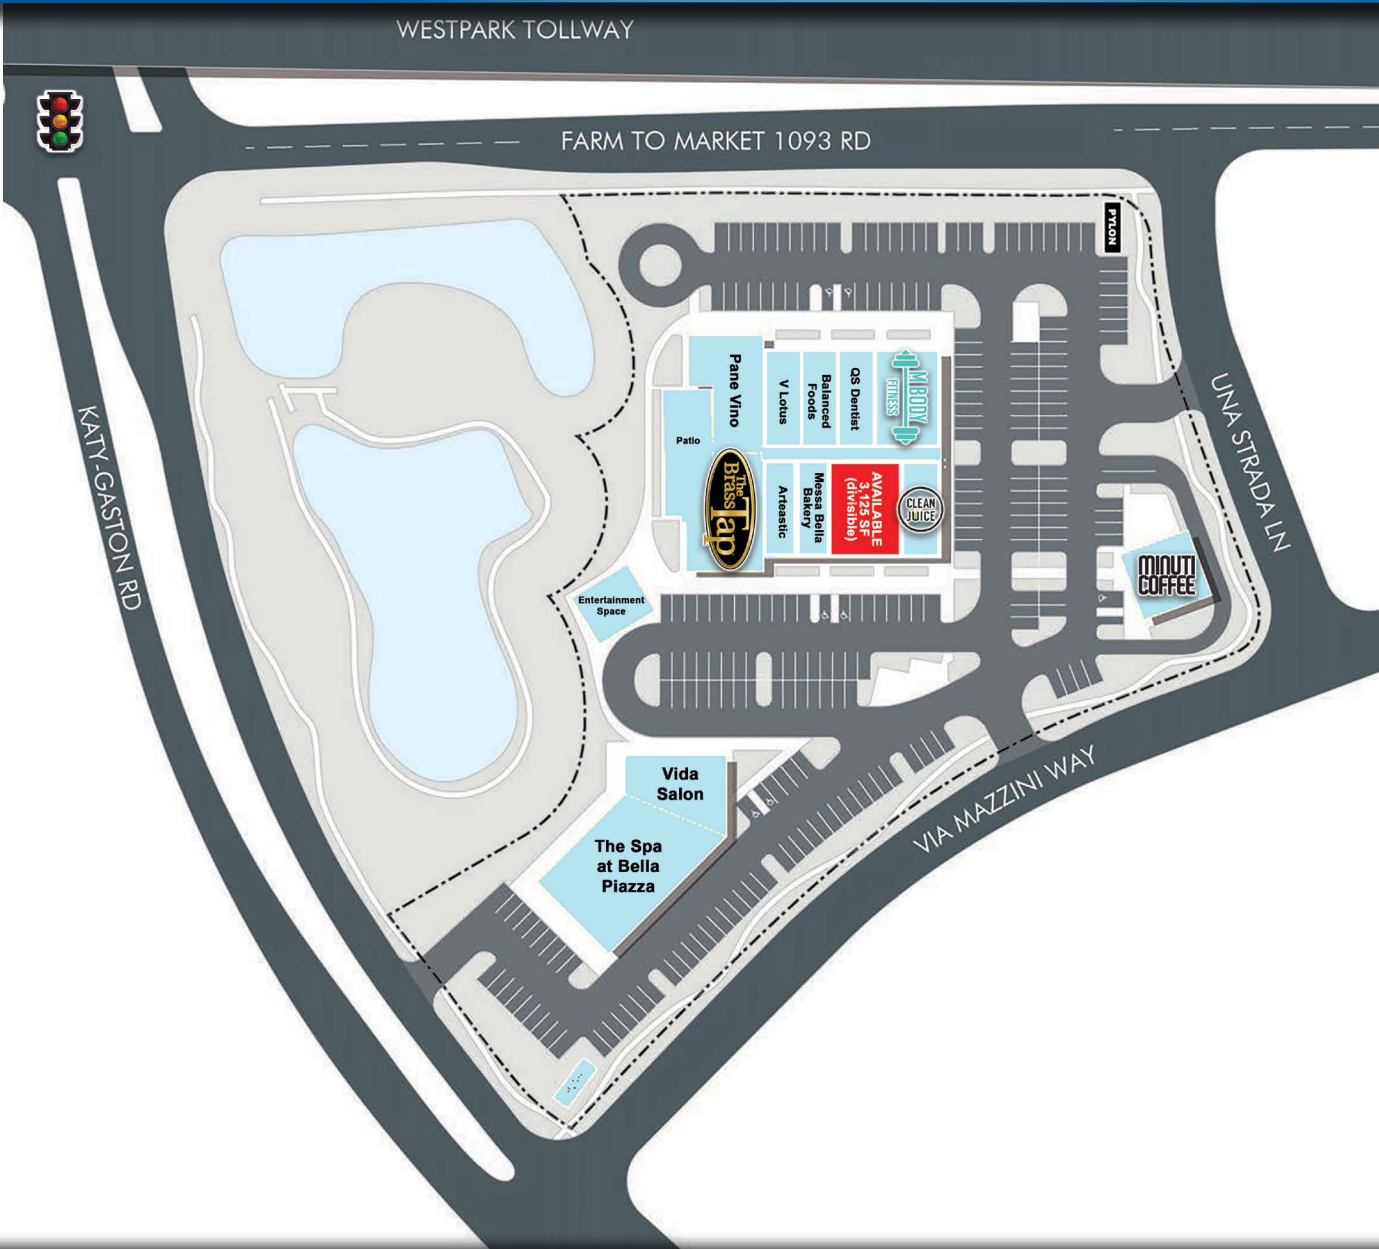 WESTPARK TOLLWAY
FARM TO MARKET 1093 RD
PYLON
KATY-GASTON RD
UNA STRADA LN
VIA MAZZINI WAY
Pane Vino
V Lotus
Balanced
Foods
QS Dentist
M BODY
FITNESS
Patio
The
Brass
Tap
Arteastic
Messa Bella
Bakery
AVAILABLE
3,125 SF
(divisible)
CLEAN
JUICE
MINUTI
COFFEE
Entertainment
Space
Vida
Salon
The Spa
at Bella
Piazza